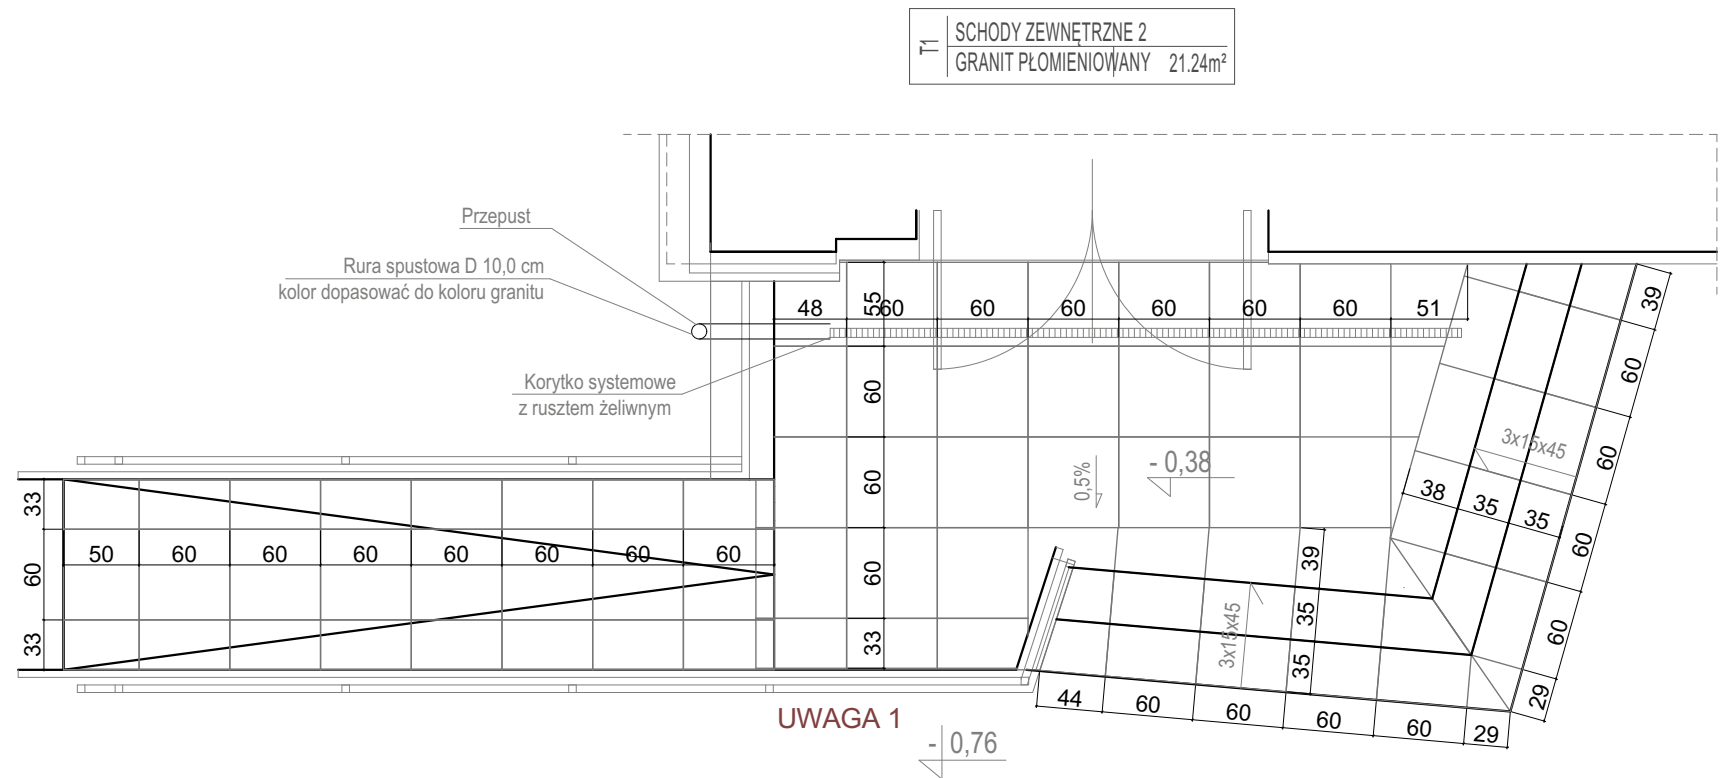 T1
SCHODY ZEWNĘTRZNE 2
GRANIT PŁOMIENIOWANY 21.24m²
Przepust
Rura spustowa D 10,0 cm
kolor dopasować do koloru granitu
Korytko systemowe
z rusztem żeliwnym
48 60 60 60 60 60 60 51
55
60
60
60
33
0,5%
- 0,38
33
60
33
50 60 60 60 60 60 60 60
39
60
60
60
60
29
3x15x45
38 35 35
39
35
35
3x15x45
44 60 60 60 60 29
UWAGA 1
- 0,76